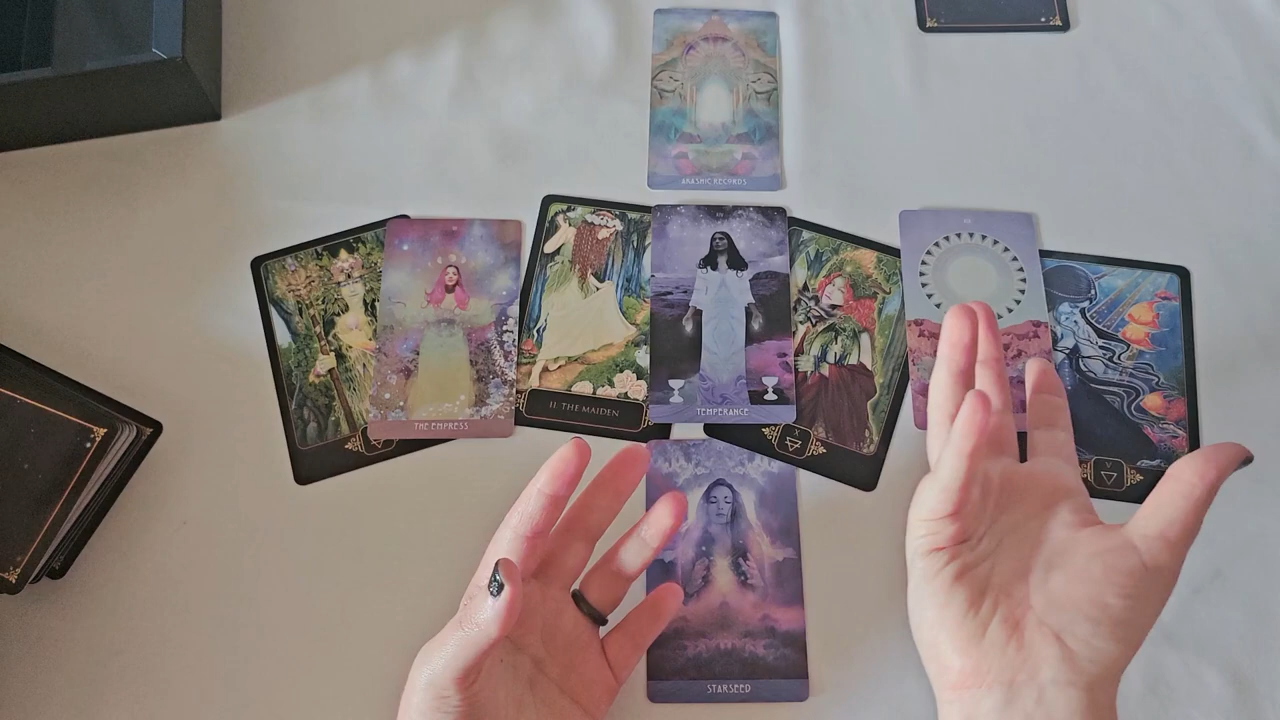 AKASHIC RECORDS
THE EMPRESS
II. THE MAIDEN
TEMPERANCE
STARSEED